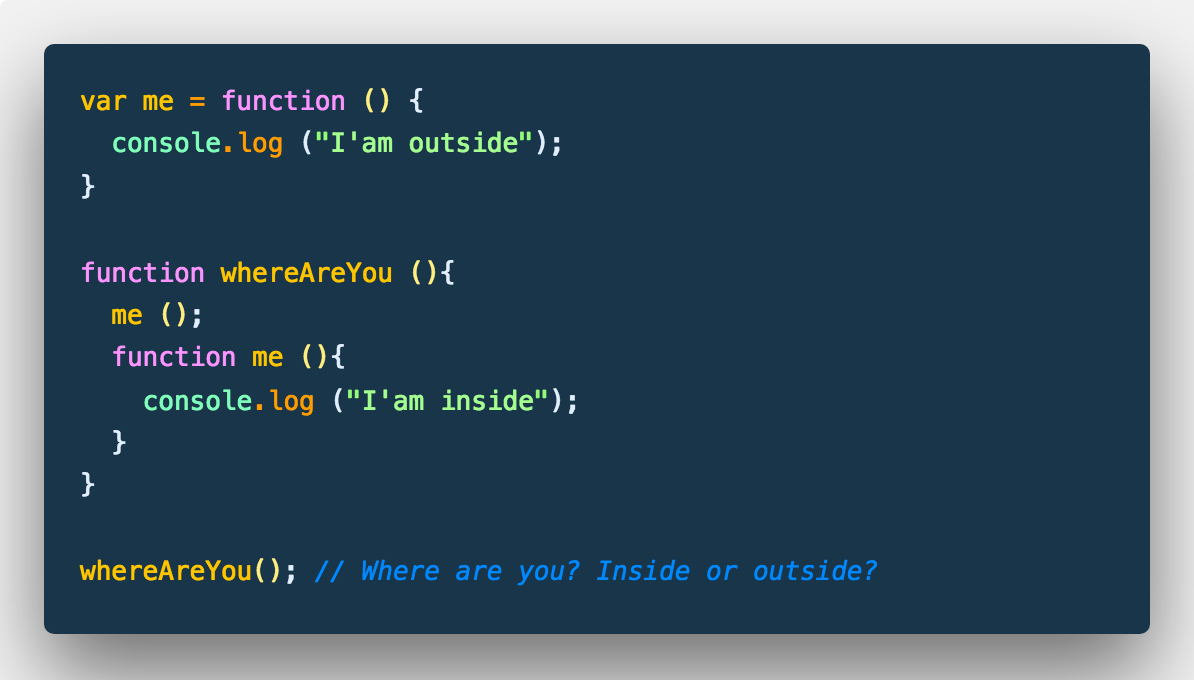 var me = function () {
  console.log ("I'am outside");
}

function whereAreYou (){
  me ();
  function me (){
    console.log ("I'am inside");
  }
}

whereAreYou(); // Where are you? Inside or outside?